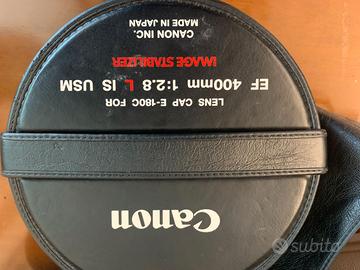 Canon
LENS CAP E-180C FOR
EF 400mm 1:2.8 L IS USM
IMAGE STABILIZER
CANON INC.
MADE IN JAPAN
subito